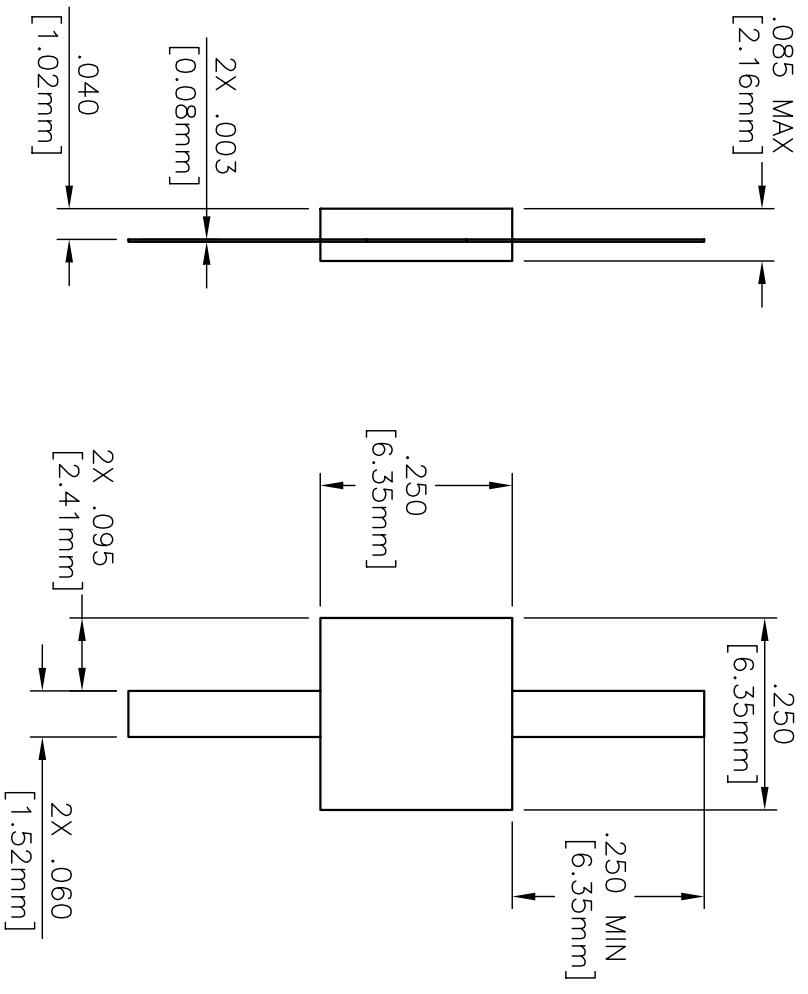 .085 MAX
[2.16mm]
2X .003
[0.08mm]
.040
[1.02mm]
.250
[6.35mm]
.250 MIN
[6.35mm]
.250
[6.35mm]
2X .095
[2.41mm]
2X .060
[1.52mm]